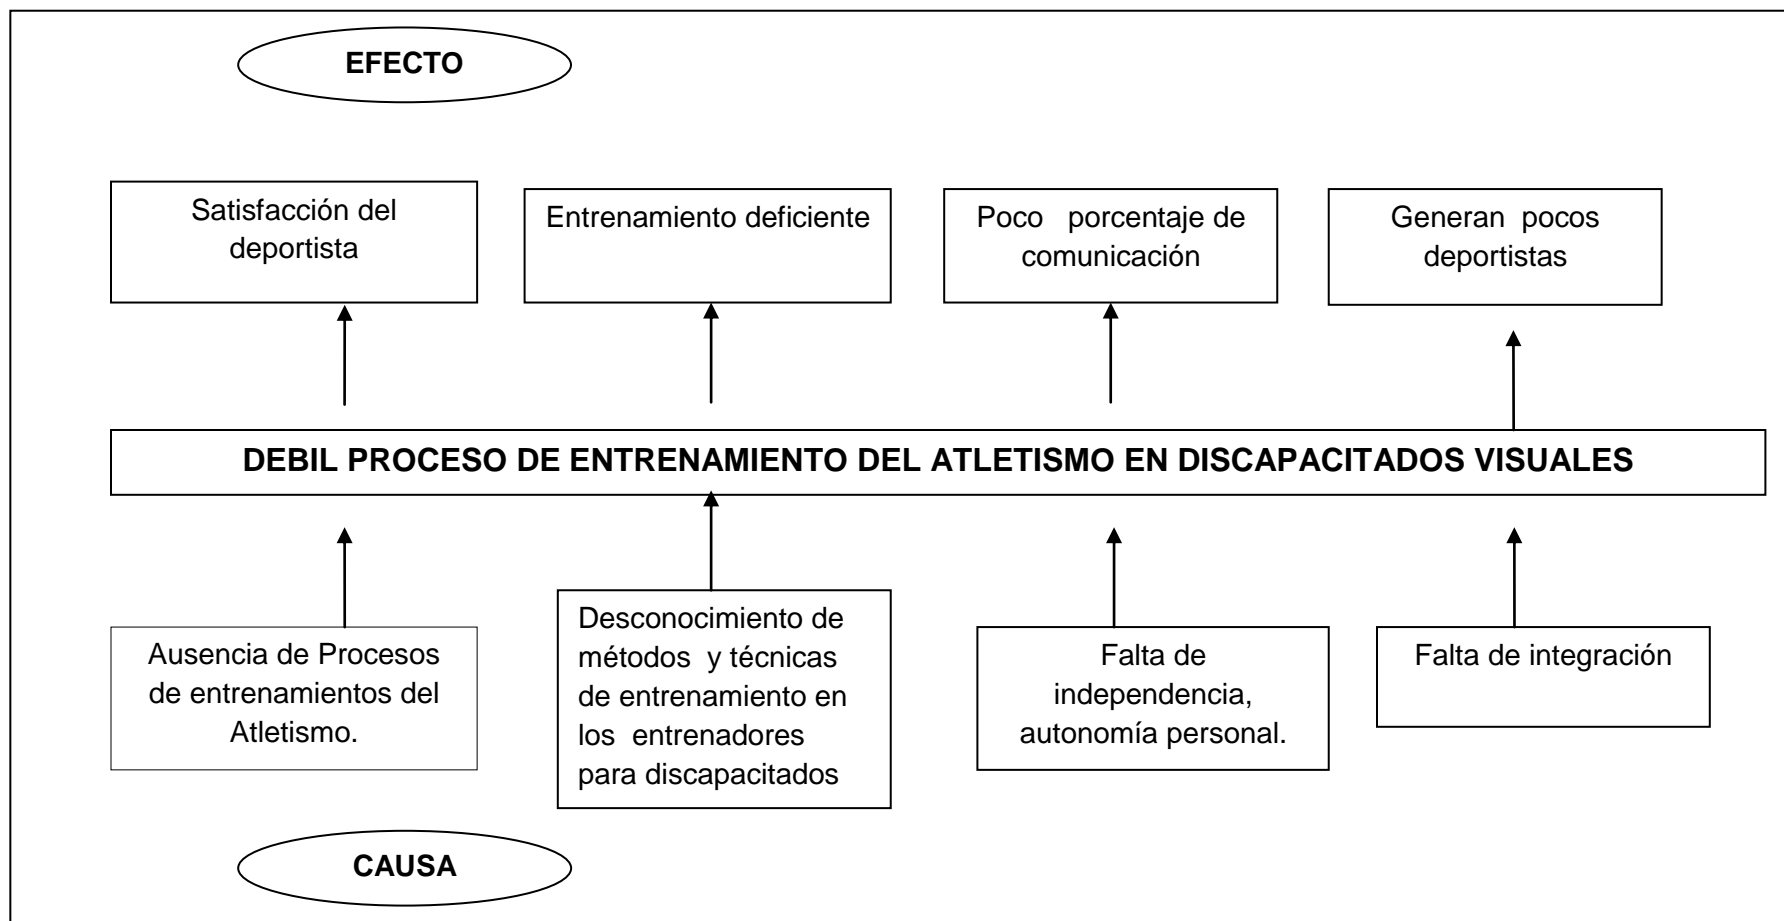 EFECTO
Satisfacción del
deportista
Entrenamiento deficiente
Poco porcentaje de
comunicación
Generan pocos
deportistas
DEBIL PROCESO DE ENTRENAMIENTO DEL ATLETISMO EN DISCAPACITADOS VISUALES
Ausencia de Procesos
de entrenamientos del
Atletismo.
Desconocimiento de
métodos y técnicas
de entrenamiento en
los entrenadores
para discapacitados
Falta de
independencia,
autonomía personal.
Falta de integración
CAUSA